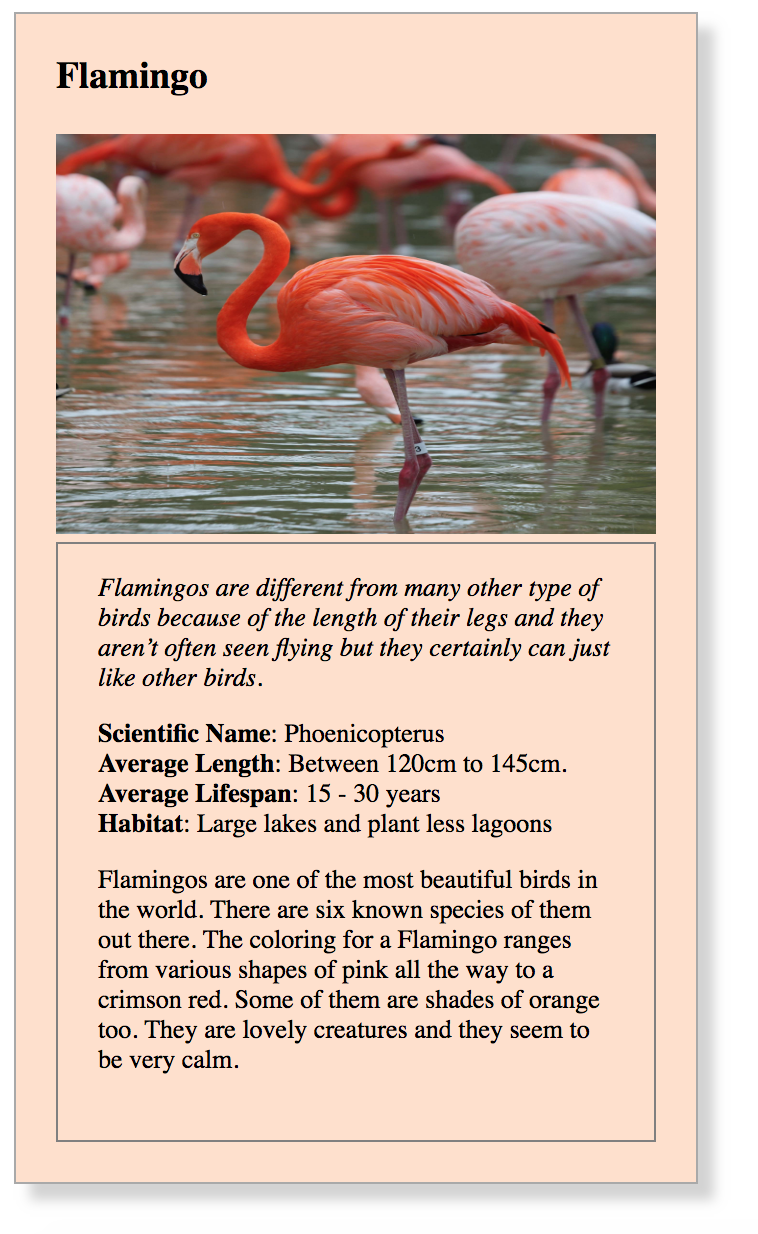 Flamingo
3
Flamingos are different from many other type of
birds because of the length of their legs and they
aren’t often seen flying but they certainly can just
like other birds.
Scientific Name: Phoenicopterus
Average Length: Between 120cm to 145cm.
Average Lifespan: 15 - 30 years
Habitat: Large lakes and plant less lagoons
Flamingos are one of the most beautiful birds in
the world. There are six known species of them
out there. The coloring for a Flamingo ranges
from various shapes of pink all the way to a
crimson red. Some of them are shades of orange
too. They are lovely creatures and they seem to
be very calm.